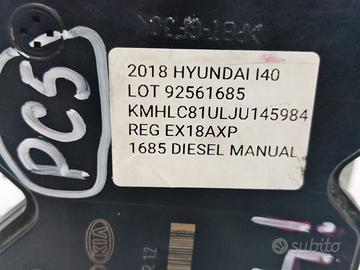 PC5
2018 HYUNDAI I40
LOT 92561685
KMHLC81ULJU145984
REG EX18AXP
1685 DIESEL MANUAL
subito